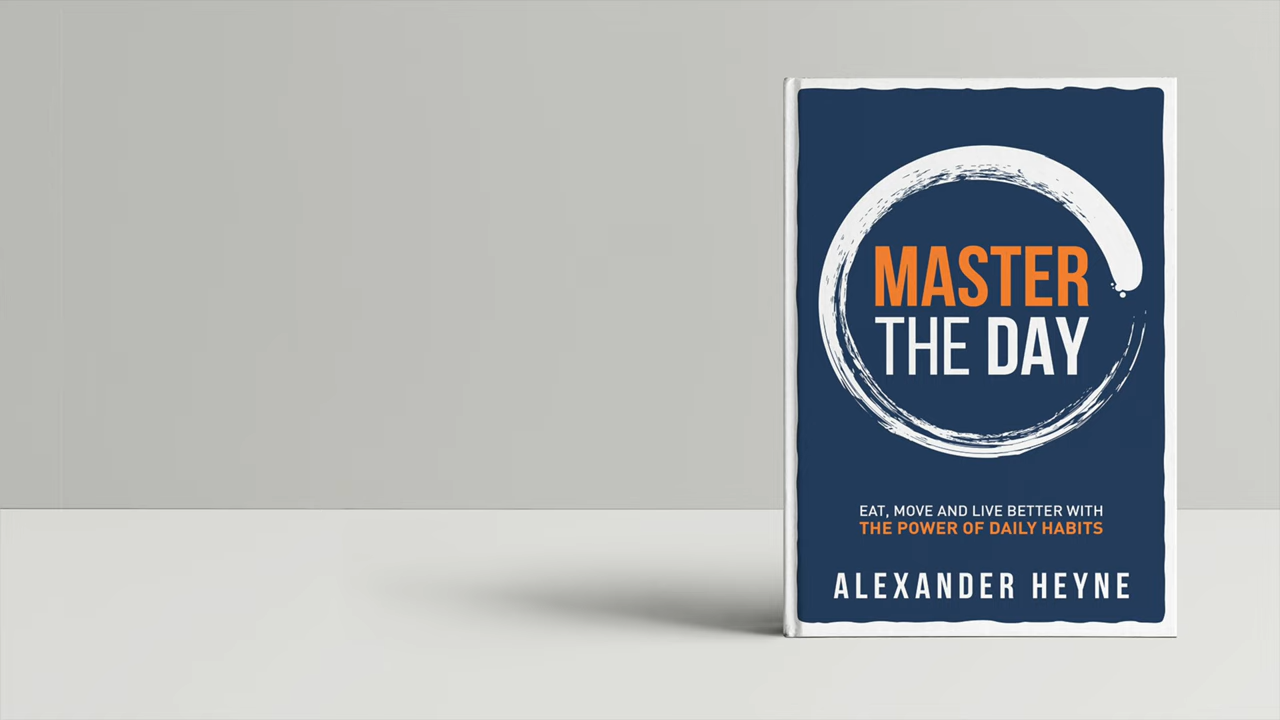 MASTER
THE DAY
EAT, MOVE AND LIVE BETTER WITH
THE POWER OF DAILY HABITS
ALEXANDER HEYNE